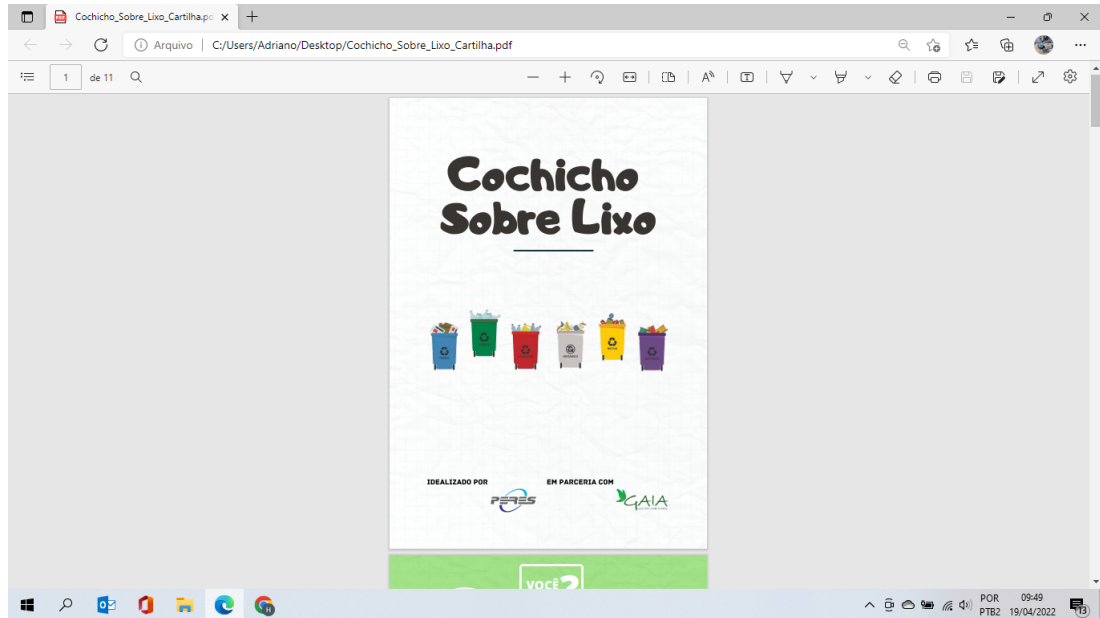 Cochicho_Sobre_Lixo_Cartilha.pd
Arquivo C:/Users/Adriano/Desktop/Cochicho_Sobre_Lixo_Cartilha.pdf
1 de 11
Cochicho
Sobre Lixo
IDEALIZADO POR
PERES
EM PARCERIA COM
GAIA
VOCÊ ?
POR 09:49
PTB2 19/04/2022
13